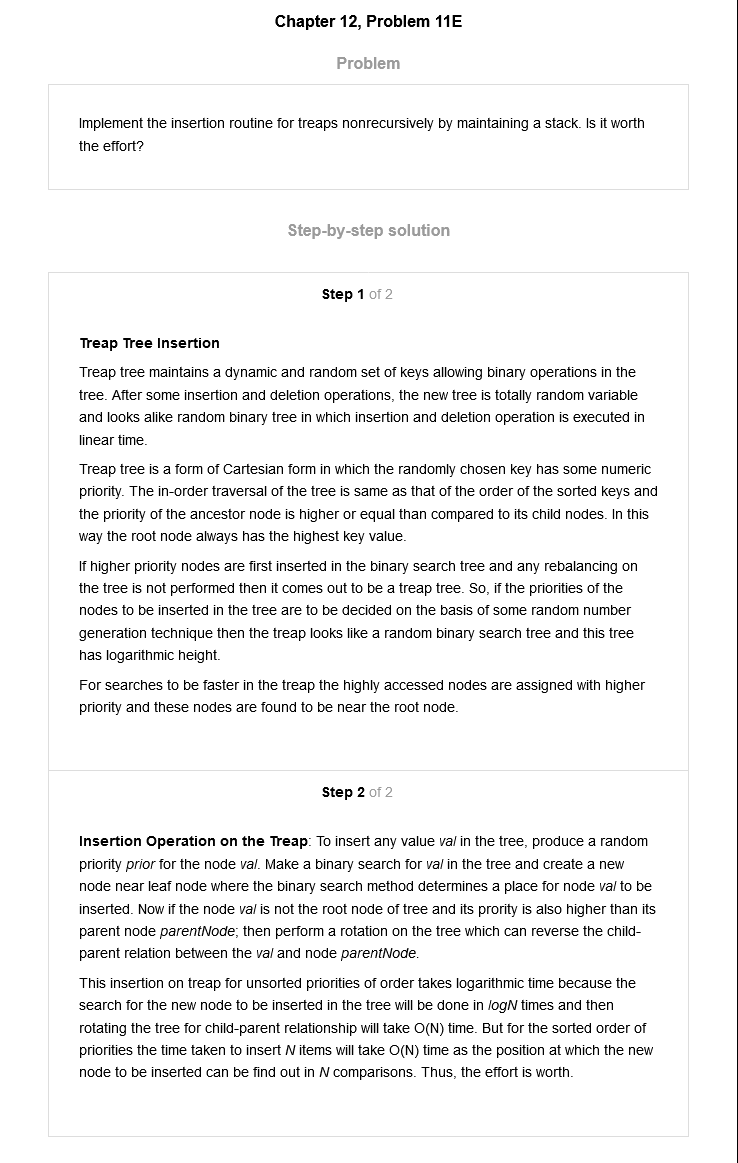 Chapter 12, Problem 11E
Problem
Implement the insertion routine for treaps nonrecursively by maintaining a stack. Is it worth
the effort?
Step-by-step solution
Step 1 of 2
Treap Tree Insertion
Treap tree maintains a dynamic and random set of keys allowing binary operations in the
tree. After some insertion and deletion operations, the new tree is totally random variable
and looks alike random binary tree in which insertion and deletion operation is executed in
linear time.
Treap tree is a form of Cartesian form in which the randomly chosen key has some numeric
priority. The in-order traversal of the tree is same as that of the order of the sorted keys and
the priority of the ancestor node is higher or equal than compared to its child nodes. In this
way the root node always has the highest key value.
If higher priority nodes are first inserted in the binary search tree and any rebalancing on
the tree is not performed then it comes out to be a treap tree. So, if the priorities of the
nodes to be inserted in the tree are to be decided on the basis of some random number
generation technique then the treap looks like a random binary search tree and this tree
has logarithmic height.
For searches to be faster in the treap the highly accessed nodes are assigned with higher
priority and these nodes are found to be near the root node.
Step 2 of 2
Insertion Operation on the Treap: To insert any value val in the tree, produce a random
priority prior for the node val. Make a binary search for val in the tree and create a new
node near leaf node where the binary search method determines a place for node val to be
inserted. Now if the node val is not the root node of tree and its prority is also higher than its
parent node parentNode; then perform a rotation on the tree which can reverse the child-
parent relation between the val and node parentNode.
This insertion on treap for unsorted priorities of order takes logarithmic time because the
search for the new node to be inserted in the tree will be done in logN times and then
rotating the tree for child-parent relationship will take O(N) time. But for the sorted order of
priorities the time taken to insert N items will take O(N) time as the position at which the new
node to be inserted can be find out in N comparisons. Thus, the effort is worth.